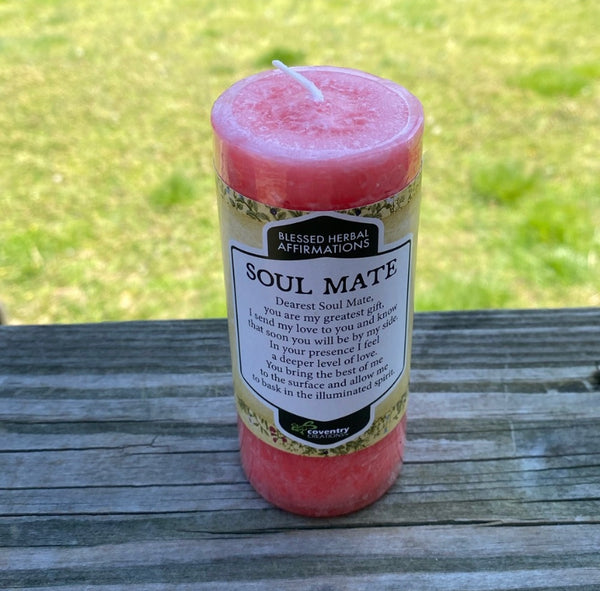 BLESSED HERBAL
AFFIRMATIONS
SOUL MATE
Dearest Soul Mate,
you are my greatest gift,
I send my love to you and know
that soon you will be by my side.
In your presence I feel
a deeper level of love.
You bring the best of me
to the surface and allow me
to bask in the illuminated spirit.
coventry
CREATIONS